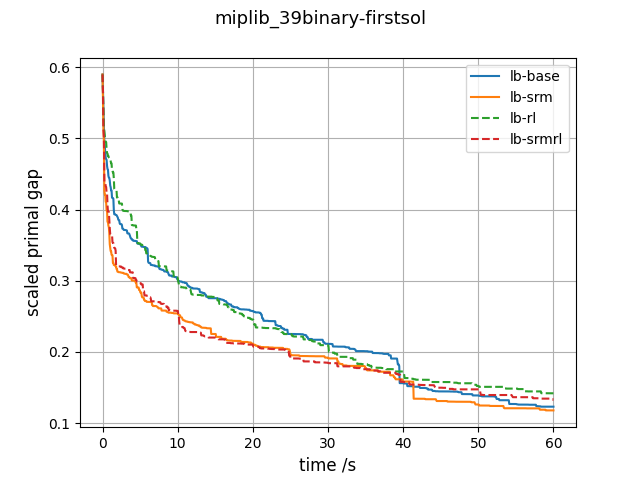 miplib_39binary-firstsol
lb-base
lb-srm
lb-rl
lb-srmrl
scaled primal gap
0.6
0.5
0.4
0.3
0.2
0.1
0 10 20 30 40 50 60
time /s